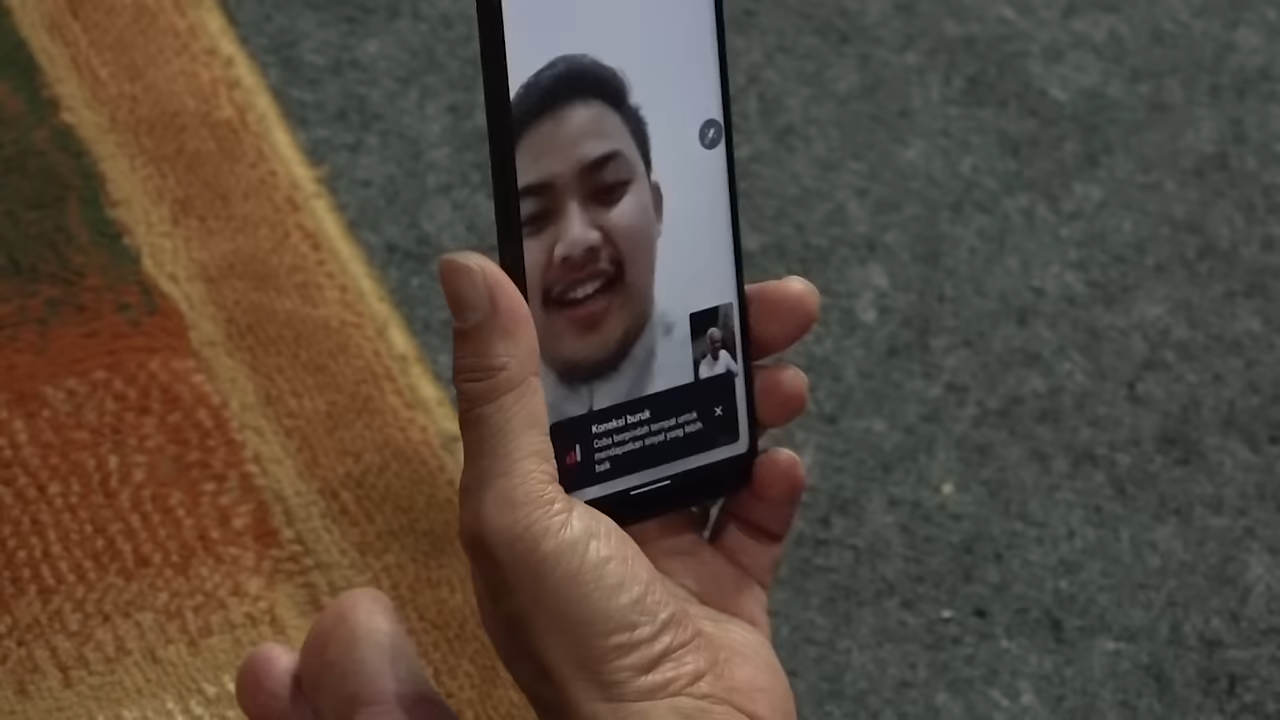 Koneksi buruk
Coba berpindah tempat untuk
mendapatkan sinyal yang lebih
baik